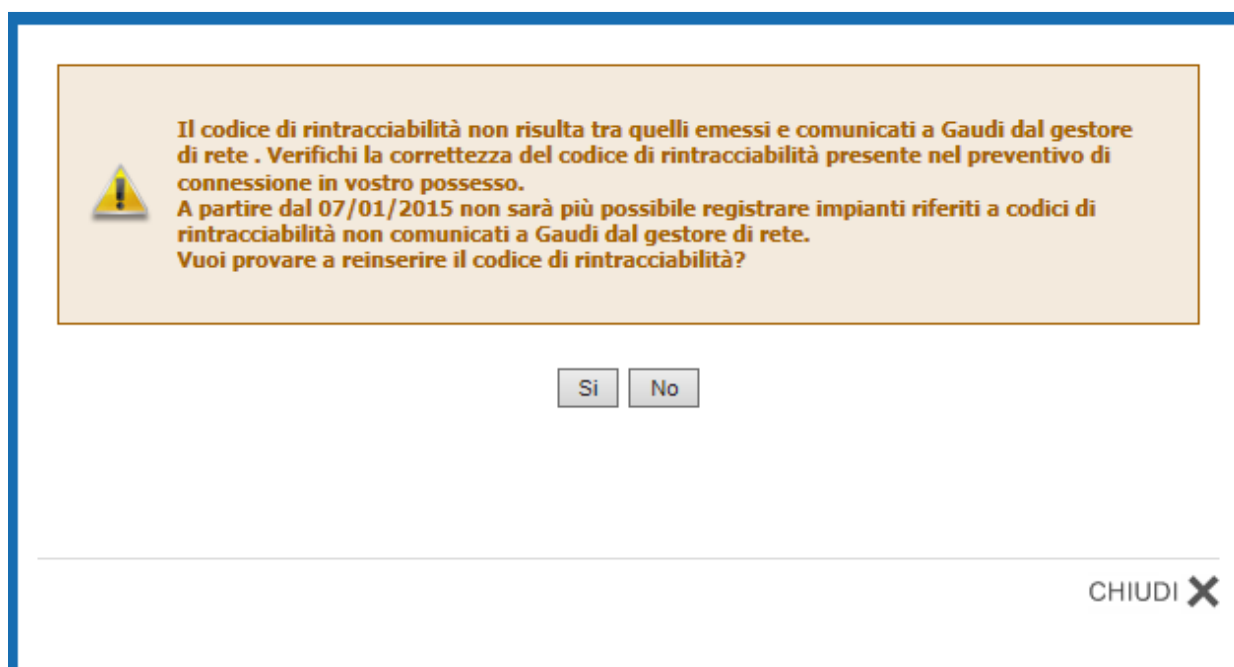 Il codice di rintracciabilità non risulta tra quelli emessi e comunicati a Gaudi dal gestore
di rete . Verifichi la correttezza del codice di rintracciabilità presente nel preventivo di
connessione in vostro possesso.
A partire dal 07/01/2015 non sarà più possibile registrare impianti riferiti a codici di
rintracciabilità non comunicati a Gaudi dal gestore di rete.
Vuoi provare a reinserire il codice di rintracciabilità?
Si No
CHIUDI